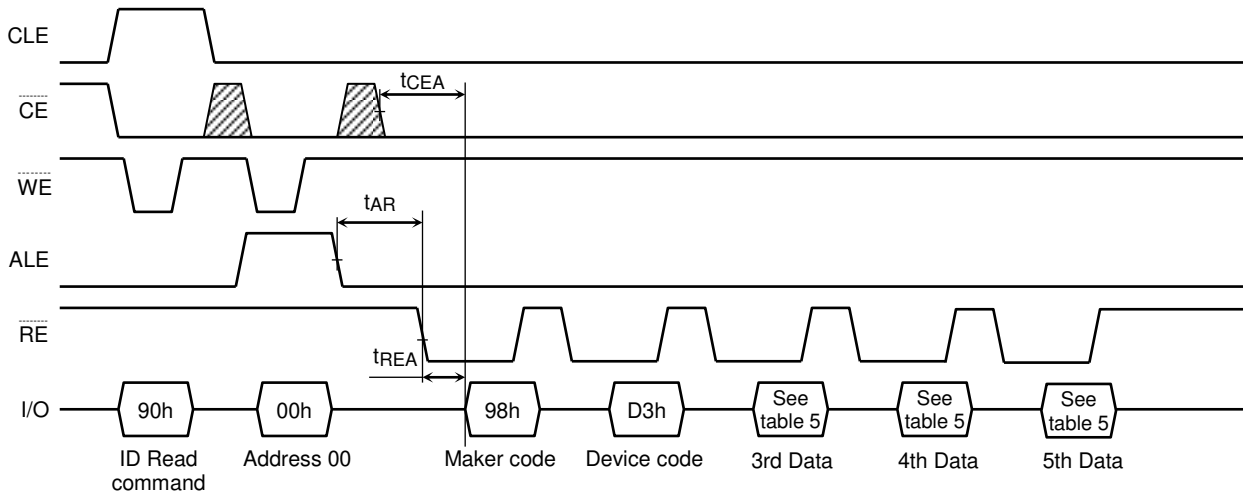 CLE
tCEA
CE
WE
tAR
ALE
RE
tREA
I/O
90h
00h
98h
D3h
See
table 5
See
table 5
See
table 5
ID Read
command
Address 00
Maker code
Device code
3rd Data
4th Data
5th Data